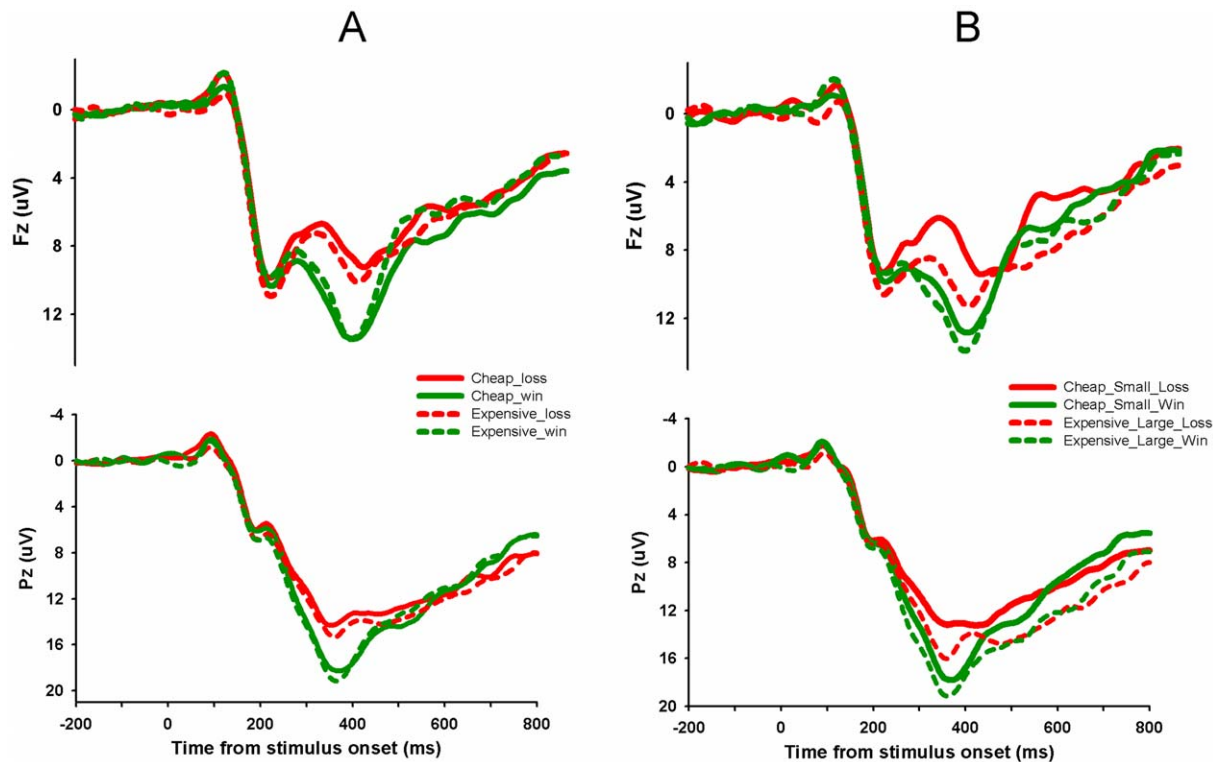 A
B
0
4
8
12
Fz (uV)
0
4
8
12
Fz (uV)
Cheap_loss
Cheap_win
Expensive_loss
Expensive_win
Cheap_Small_Loss
Cheap_Small_Win
Expensive_Large_Loss
Expensive_Large_Win
-4
0
4
8
12
16
20
Pz (uV)
-200 0 200 400 600 800
Time from stimulus onset (ms)
-4
0
4
8
12
16
20
Pz (uV)
-200 0 200 400 600 800
Time from stimulus onset (ms)